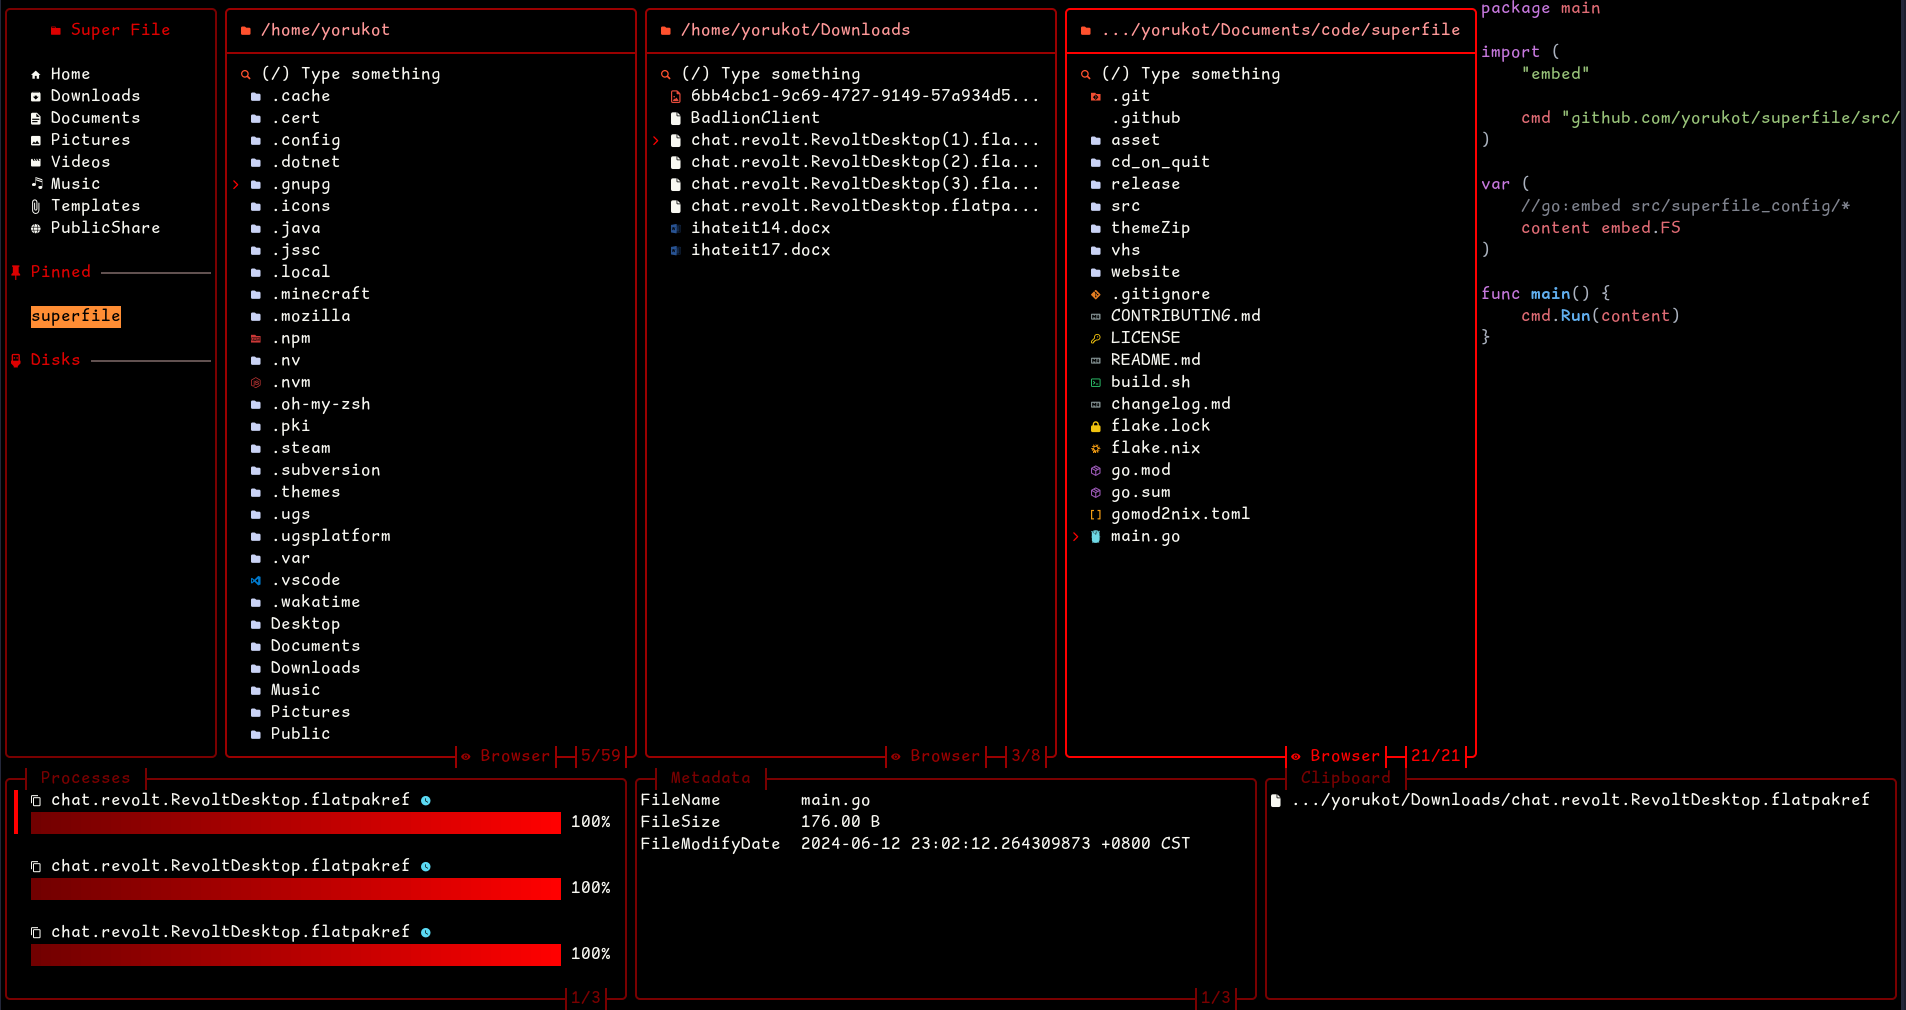 Super File
Home
Downloads
Documents
Pictures
Videos
Music
Templates
PublicShare
Pinned
superfile
Disks
/home/yorukot
(/) Type something
.cache
.cert
.config
.dotnet
.gnupg
.icons
.java
.jssc
.local
.minecraft
.mozilla
.npm
.nv
.nvm
.oh-my-zsh
.pki
.steam
.subversion
.themes
.ugs
.ugsplatform
.var
.vscode
.wakatime
Desktop
Documents
Downloads
Music
Pictures
Public
Browser 5/59
/home/yorukot/Downloads
(/) Type something
6bb4cbc1-9c69-4727-9149-57a934d5...
BadlionClient
chat.revolt.RevoltDesktop(1).fla...
chat.revolt.RevoltDesktop(2).fla...
chat.revolt.RevoltDesktop(3).fla...
chat.revolt.RevoltDesktop.flatpa...
ihateit14.docx
ihateit17.docx
Browser 3/8
.../yorukot/Documents/code/superfile
(/) Type something
.git
.github
asset
cd_on_quit
release
src
themeZip
vhs
website
.gitignore
CONTRIBUTING.md
LICENSE
README.md
build.sh
changelog.md
flake.lock
flake.nix
go.mod
go.sum
gomod2nix.toml
main.go
Browser 21/21
package main
import (
"embed"
cmd "github.com/yorukot/superfile/src/
)
var (
//go:embed src/superfile_config/*
content embed.FS
)
func main() {
cmd.Run(content)
}
Processes
chat.revolt.RevoltDesktop.flatpakref
100%
chat.revolt.RevoltDesktop.flatpakref
100%
chat.revolt.RevoltDesktop.flatpakref
100%
1/3
Metadata
FileName main.go
FileSize 176.00 B
FileModifyDate 2024-06-12 23:02:12.264309873 +0800 CST
1/3
Clipboard
.../yorukot/Downloads/chat.revolt.RevoltDesktop.flatpakref